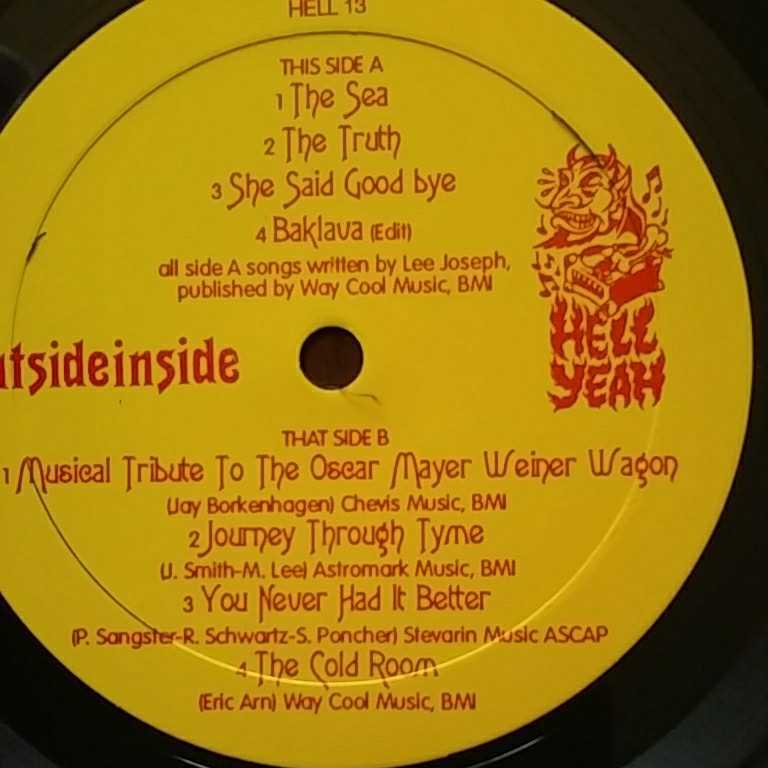 HELL 13
THIS SIDE A
1 The Sea
2 The Truth
3 She Said Good bye
4 Baklava (Edit)
all side A songs written by Lee Joseph,
published by Way Cool Music, BMI
HELL
YEAH
tsideinside
THAT SIDE B
1 Musical Tribute To The Oscar Mayer Weiner Wagon
(Jay Borkenhagen) Chevis Music, BMI
2 Journey Through Tyme
(J. Smith-M. Lee) Astromark Music, BMI
3 You Never Had It Better
(P. Sangster-R. Schwartz-S. Poncher) Stevarin Music ASCAP
4 The Cold Room
(Eric Arn) Way Cool Music, BMI